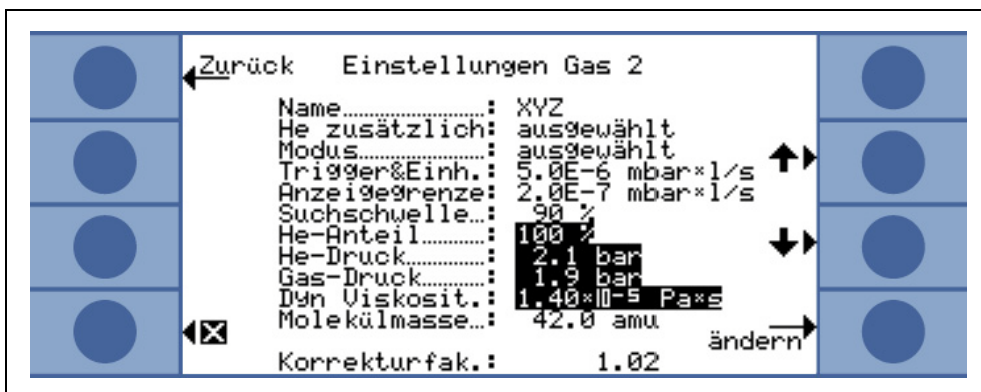 Zurück Einstellungen Gas 2
Name.....................: XYZ
He zusätzlich: ausgewählt
Modus...................: ausgewählt
Trigger&Einh.: 5.0E-6 mbar×l/s
Anzeigegrenze: 2.0E-7 mbar×l/s
Suchschwelle...: 90 %
He-Anteil..........: 100 %
He-Druck............: 2.1 bar
Gas-Druck..........: 1.9 bar
Dyn Viskosit.: 1.40×10-5 Pa×s
Molekülmasse...: 42.0 amu
ändern
Korrekturfak.: 1.02